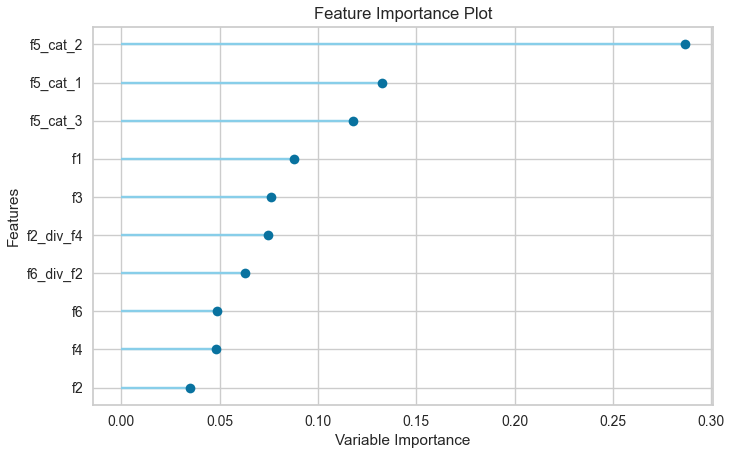 Feature Importance Plot
Features
f5_cat_2
f5_cat_1
f5_cat_3
f1
f3
f2_div_f4
f6_div_f2
f6
f4
f2
0.00 0.05 0.10 0.15 0.20 0.25 0.30
Variable Importance